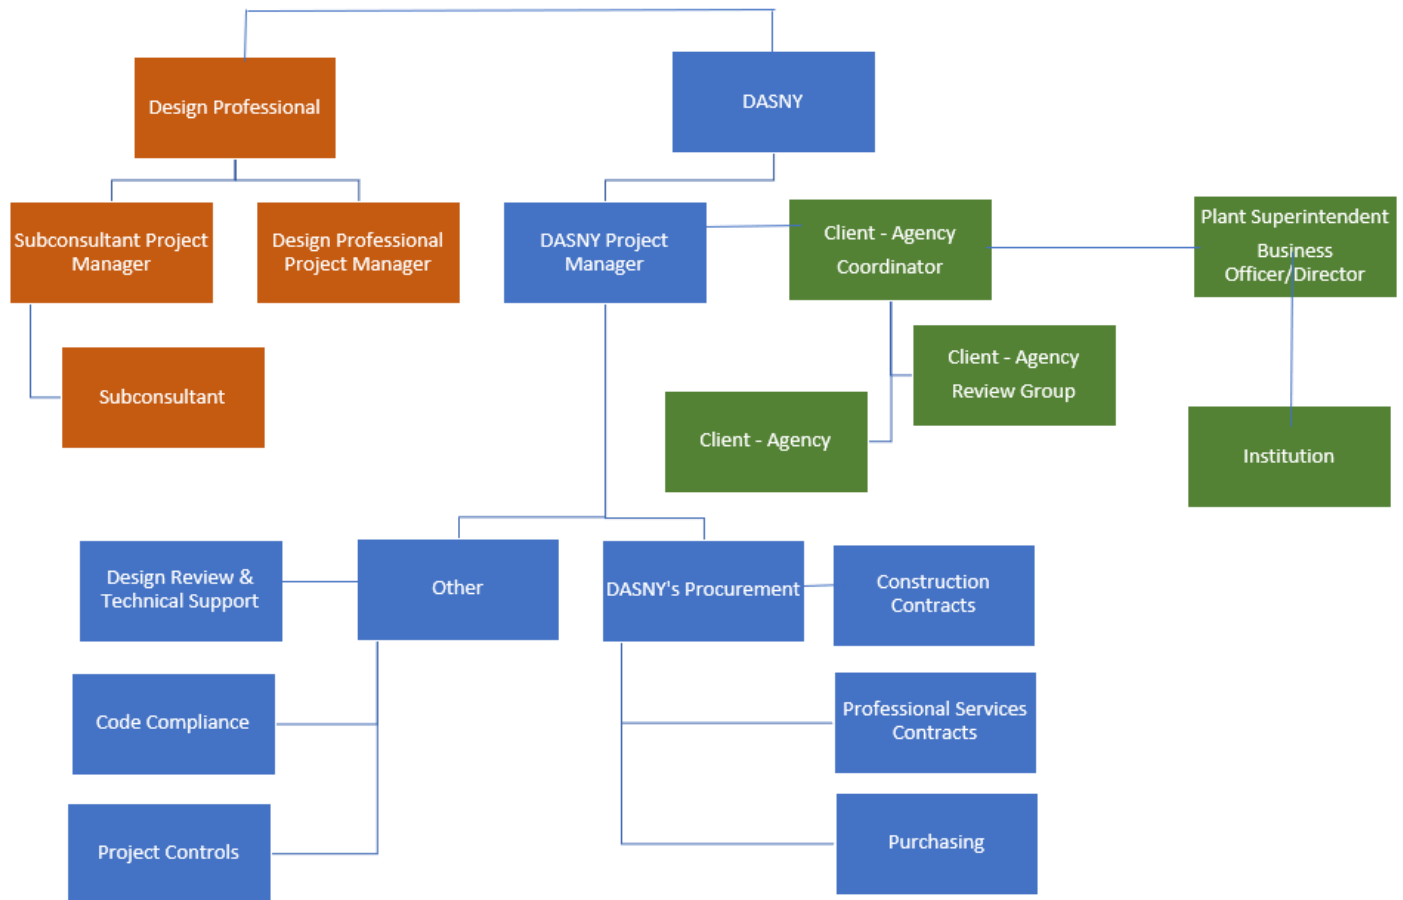 Design Professional
DASNY
Subconsultant Project
Manager
Design Professional
Project Manager
DASNY Project
Manager
Client - Agency
Coordinator
Plant Superintendent
Business
Officer/Director
Subconsultant
Client - Agency
Review Group
Client - Agency
Institution
Design Review &
Technical Support
Other
DASNY's Procurement
Construction
Contracts
Code Compliance
Professional Services
Contracts
Project Controls
Purchasing